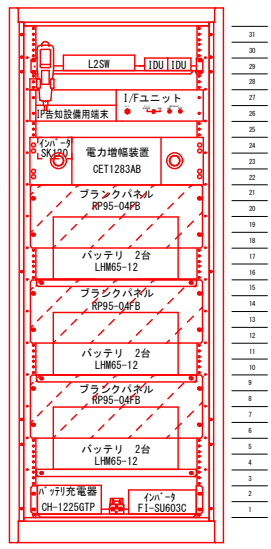 L2SW
IDU
IDU
I/Fユニット
IP告知設備用端末
インバータ
SK120
電力増幅装置
CET1283AB
ブランクパネル
RP95-04FB
バッテリ 2台
LHM65-12
ブランクパネル
RP95-04FB
バッテリ 2台
LHM65-12
ブランクパネル
RP95-04FB
バッテリ 2台
LHM65-12
バッテリ充電器
CH-1225GTP
インバータ
FI-SU603C
31
30
29
28
27
26
25
24
23
22
21
20
19
18
17
16
15
14
13
12
11
10
9
8
7
6
5
4
3
2
1